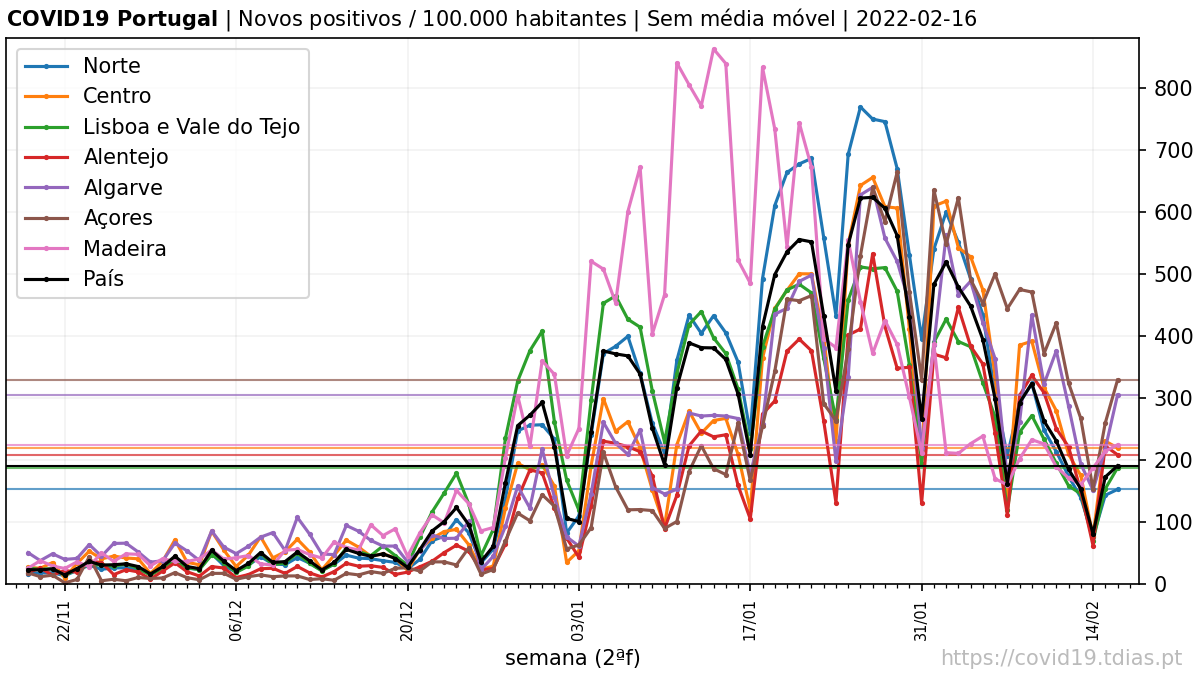 COVID19 Portugal | Novos positivos / 100.000 habitantes | Sem média móvel | 2022-02-16
Norte
Centro
Lisboa e Vale do Tejo
Alentejo
Algarve
Açores
Madeira
País
800
700
600
500
400
300
200
100
0
22/11
06/12
20/12
03/01
17/01
31/01
14/02
semana (2ªf)
https://covid19.tdias.pt